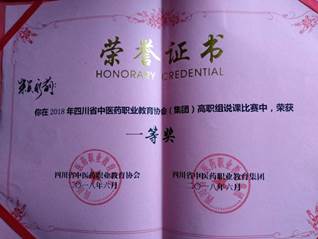 荣誉证书
HONORARY CREDENTIAL
你在2018年四川省中医药职业教育协会（集团）高职组说课比赛中，荣获
一等奖
四川省中医药职业教育协会 四川省中医药职业教育集团
二〇一八年六月 二〇一八年六月